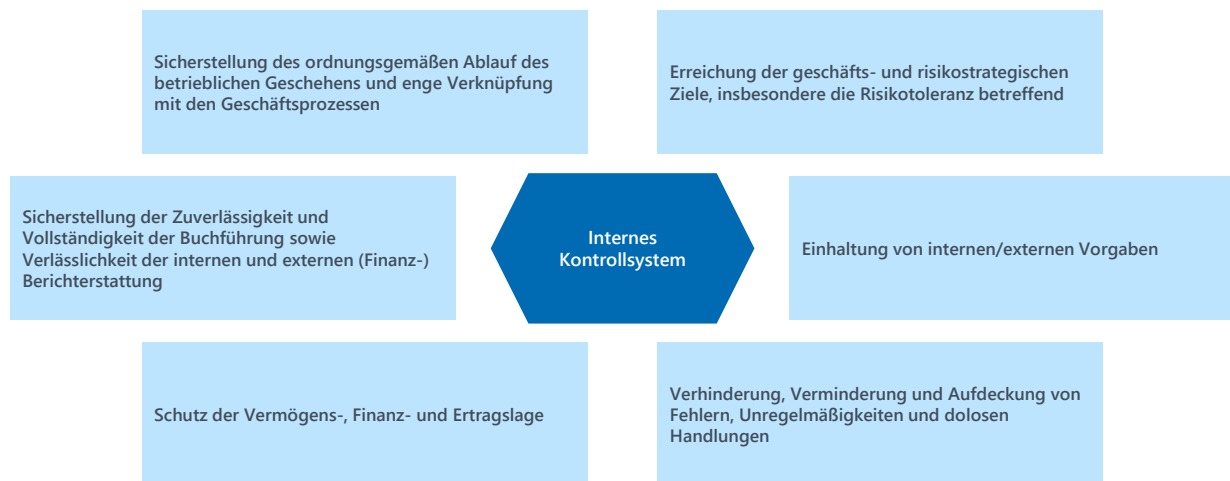 Sicherstellung des ordnungsgemäßen Ablauf des
betrieblichen Geschehens und enge Verknüpfung
mit den Geschäftsprozessen
Erreichung der geschäfts- und risikostrategischen
Ziele, insbesondere die Risikotoleranz betreffend
Sicherstellung der Zuverlässigkeit und
Vollständigkeit der Buchführung sowie
Verlässlichkeit der internen und externen (Finanz-)
Berichterstattung
Internes
Kontrollsystem
Einhaltung von internen/externen Vorgaben
Schutz der Vermögens-, Finanz- und Ertragslage
Verhinderung, Verminderung und Aufdeckung von
Fehlern, Unregelmäßigkeiten und dolosen
Handlungen